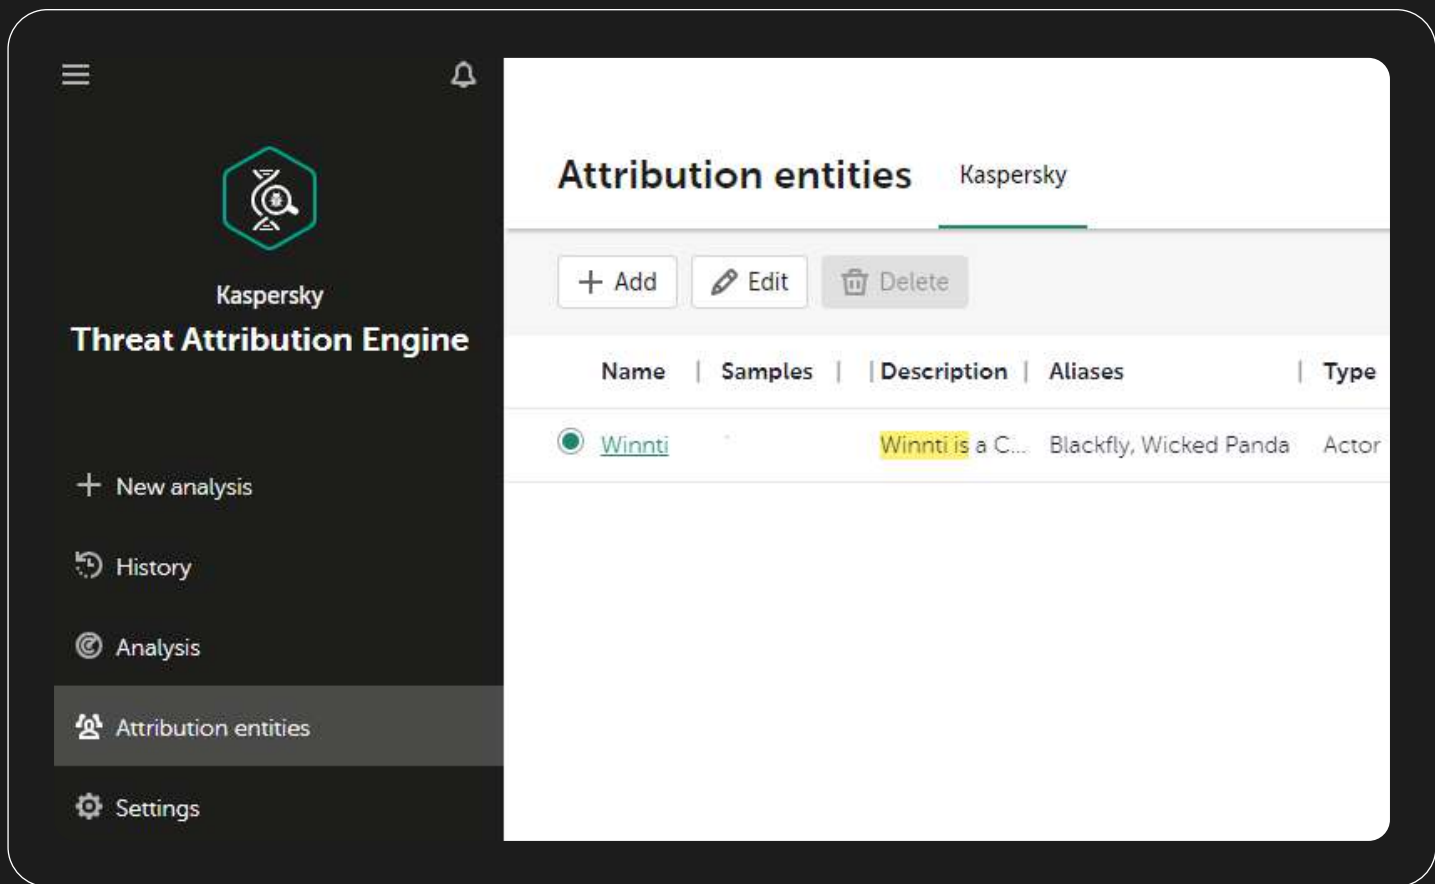 Kaspersky
Threat Attribution Engine
New analysis
History
Analysis
Attribution entities
Settings
Attribution entities Kaspersky
Add Edit Delete
Name | Samples | | Description | Aliases | Type
Winnti Winnti is a C... Blackfly, Wicked Panda Actor